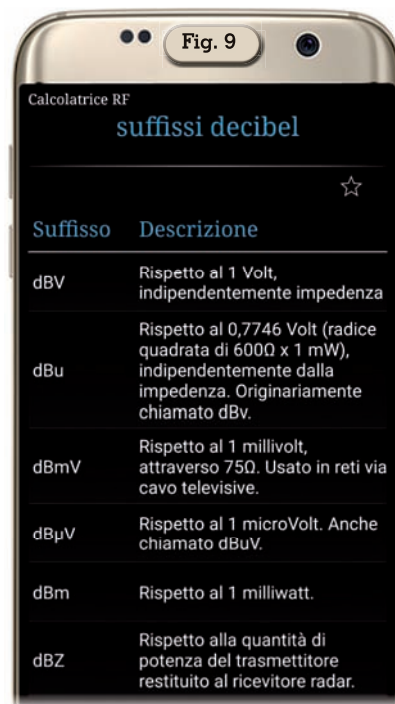 Fig. 9
Calcolatrice RF
suffissi decibel
Suffisso Descrizione
dBV
Rispetto al 1 Volt,
indipendentemente impedenza
dBu
Rispetto al 0,7746 Volt (radice
quadrata di 600Ω x 1 mW),
indipendentemente dalla
impedenza. Originariamente
chiamato dBv.
dBmV
Rispetto al 1 millivolt,
attraverso 75Ω. Usato in reti via
cavo televisive.
dBµV
Rispetto al 1 microVolt. Anche
chiamato dBuV.
dBm
Rispetto al 1 milliwatt.
dBZ
Rispetto alla quantità di
potenza del trasmettitore
restituito al ricevitore radar.